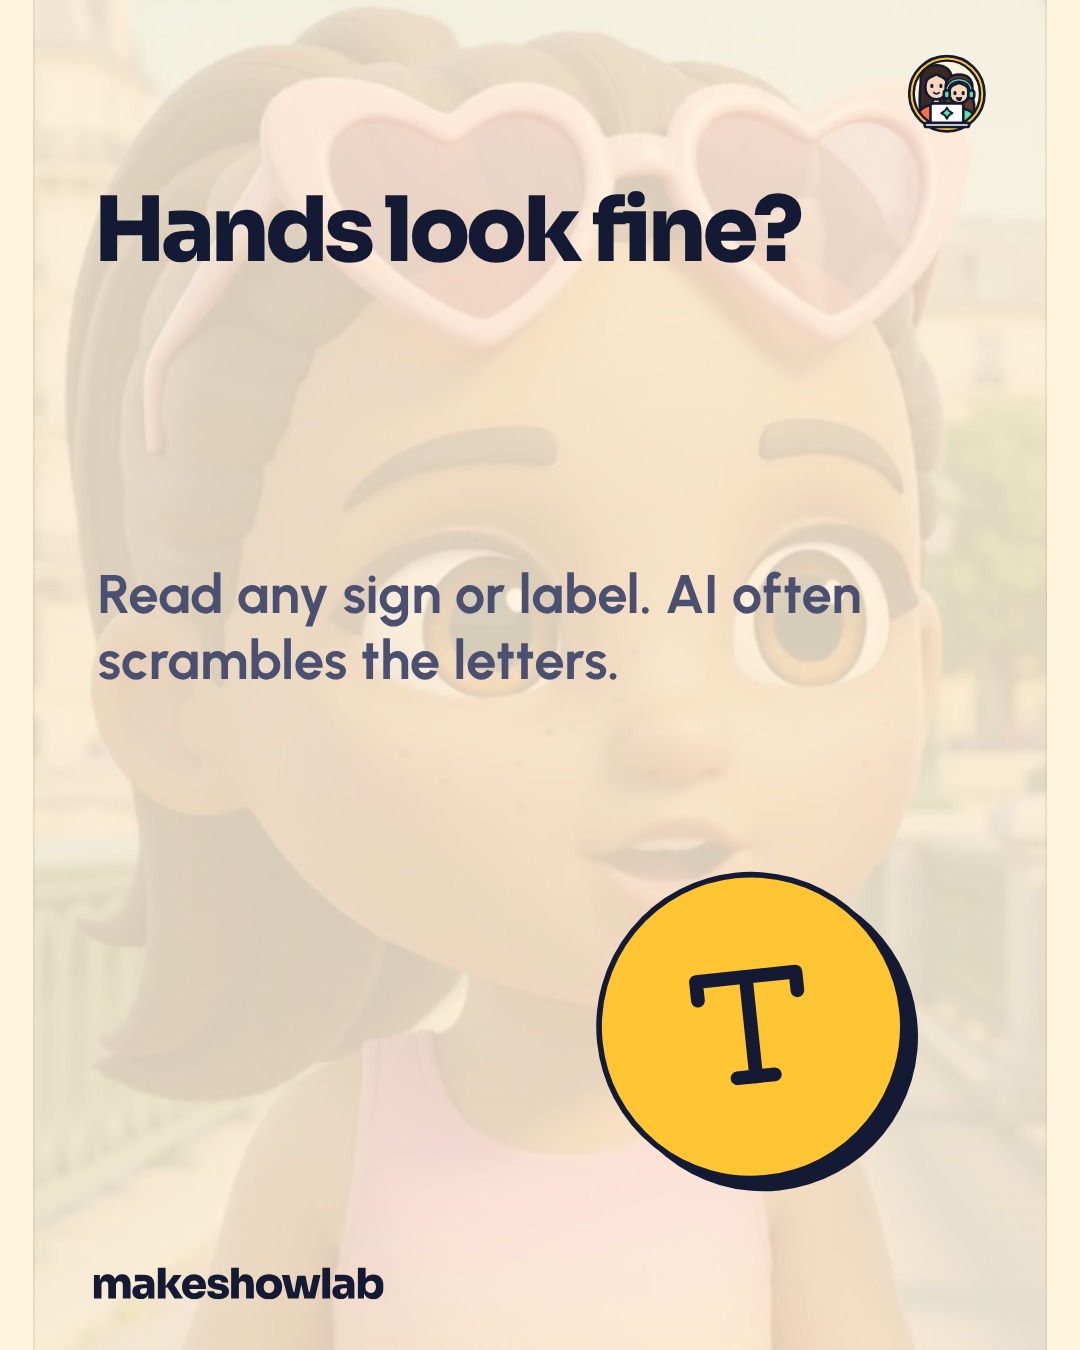 Hands look fine?
Read any sign or label. AI often
scrambles the letters.
T
makeshowlab